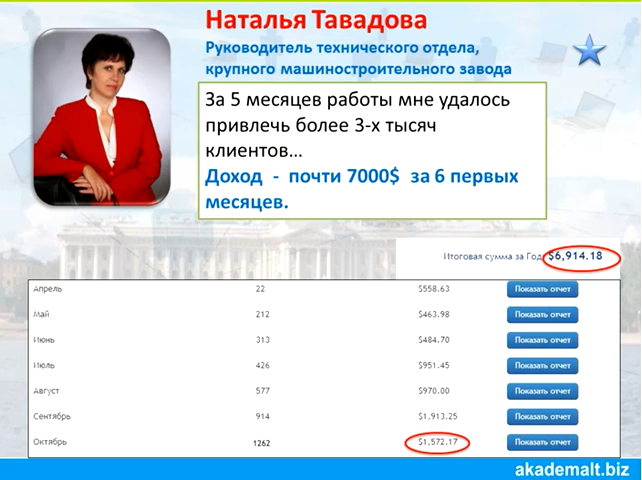 Наталья Тавадова
Руководитель технического отдела,
крупного машиностроительного завода
За 5 месяцев работы мне удалось
привлечь более 3-х тысяч
клиентов…
Доход - почти 7000$ за 6 первых
месяцев.
Итоговая сумма за Год: $6,914.18
Апрель 22 $558.63 Показать отчет
Май 212 $463.98 Показать отчет
Июнь 313 $484.70 Показать отчет
Июль 426 $951.45 Показать отчет
Август 577 $970.00 Показать отчет
Сентябрь 914 $1,913.25 Показать отчет
Октябрь 1262 $1,572.17 Показать отчет
akademalt.biz